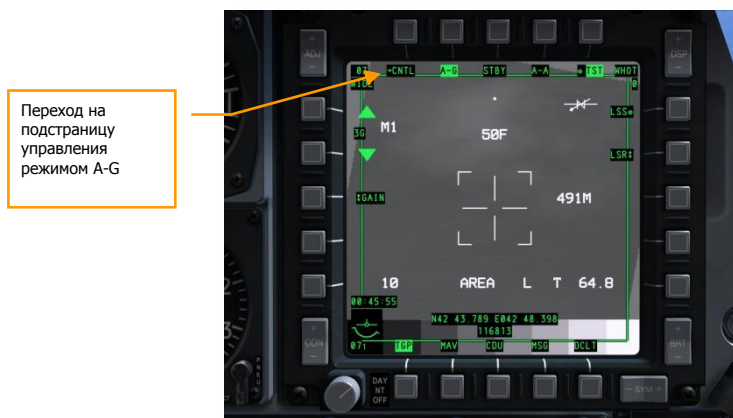 Переход на
подстраницу
управления
режимом A-G
ADJ
DSP
07 →CNTL A-G STBY A-A TST WHOT
WIDE 0
LSS
3G M1 50F
LSR↕
↕GAIN 491M
10 AREA L T 64.8
00:45:55
N42 43.789 E042 48.398
116813
CON
BRT
TGP MAV CDU MSG DCLT
DAY
NT
OFF
- SYM +